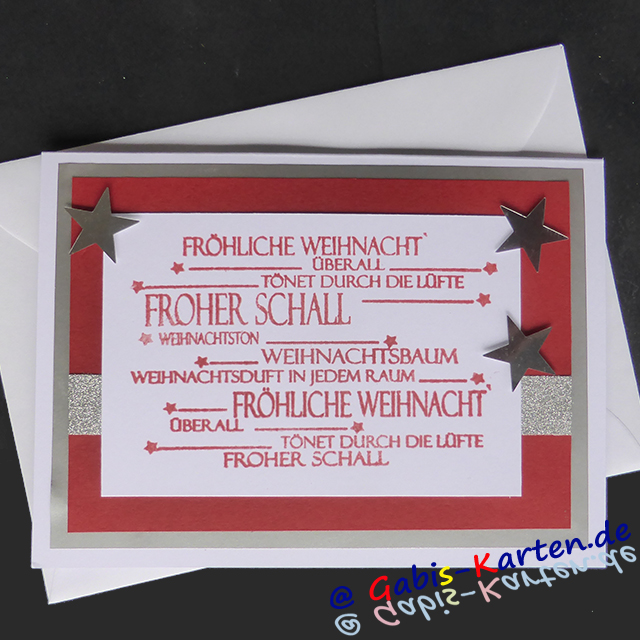 FRÖHLICHE WEIHNACHT`
ÜBERALL
TÖNET DURCH DIE LÜFTE
FROHER SCHALL
WEIHNACHTSTON
WEIHNACHTSBAUM
WEIHNACHTSDUFT IN JEDEM RAUM
FRÖHLICHE WEIHNACHT`
ÜBERALL
TÖNET DURCH DIE LÜFTE
FROHER SCHALL
@ Gabis-Karten.de